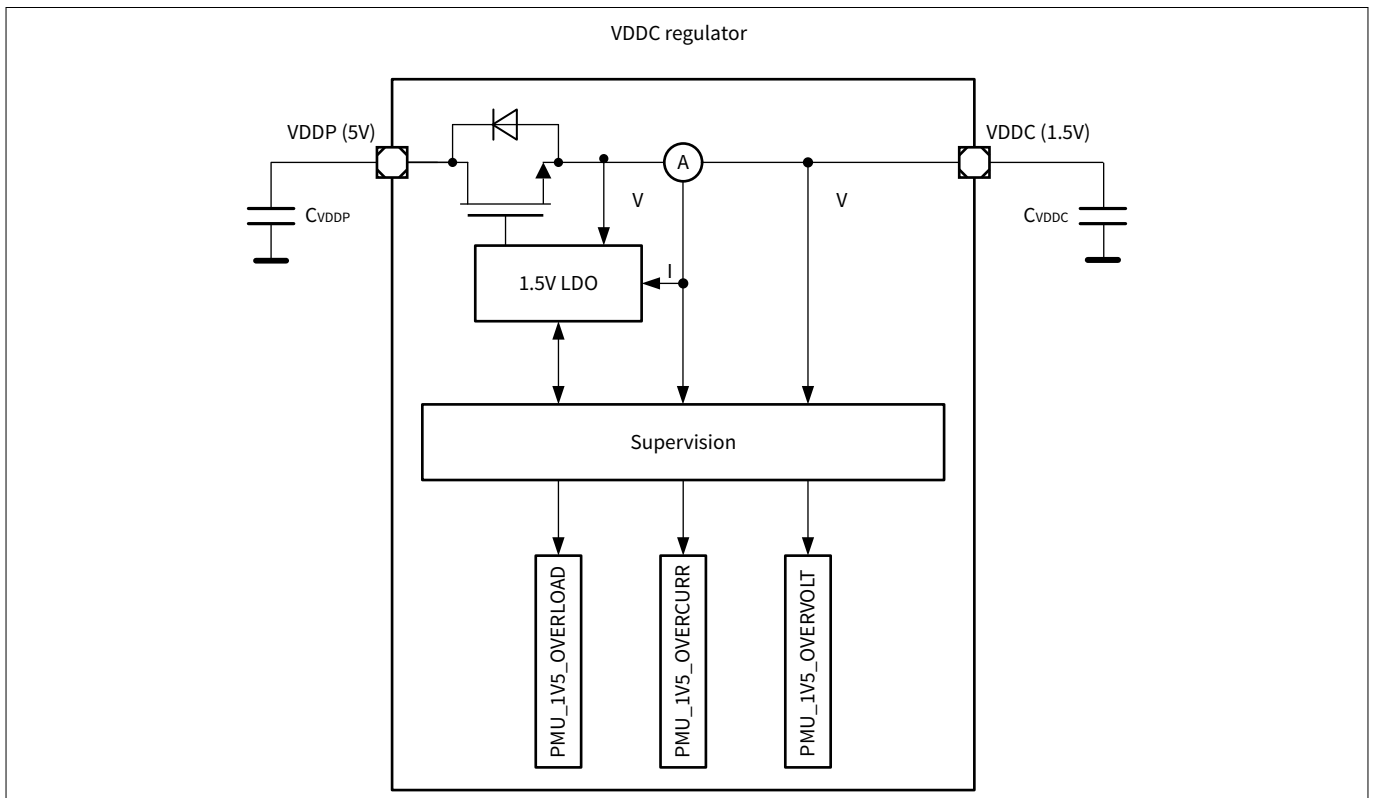 VDDC regulator
VDDP (5V)
VDDC (1.5V)
A
V
V
CVDDP
CVDDC
I
1.5V LDO
Supervision
PMU_1V5_OVERLOAD
PMU_1V5_OVERCURR
PMU_1V5_OVERVOLT